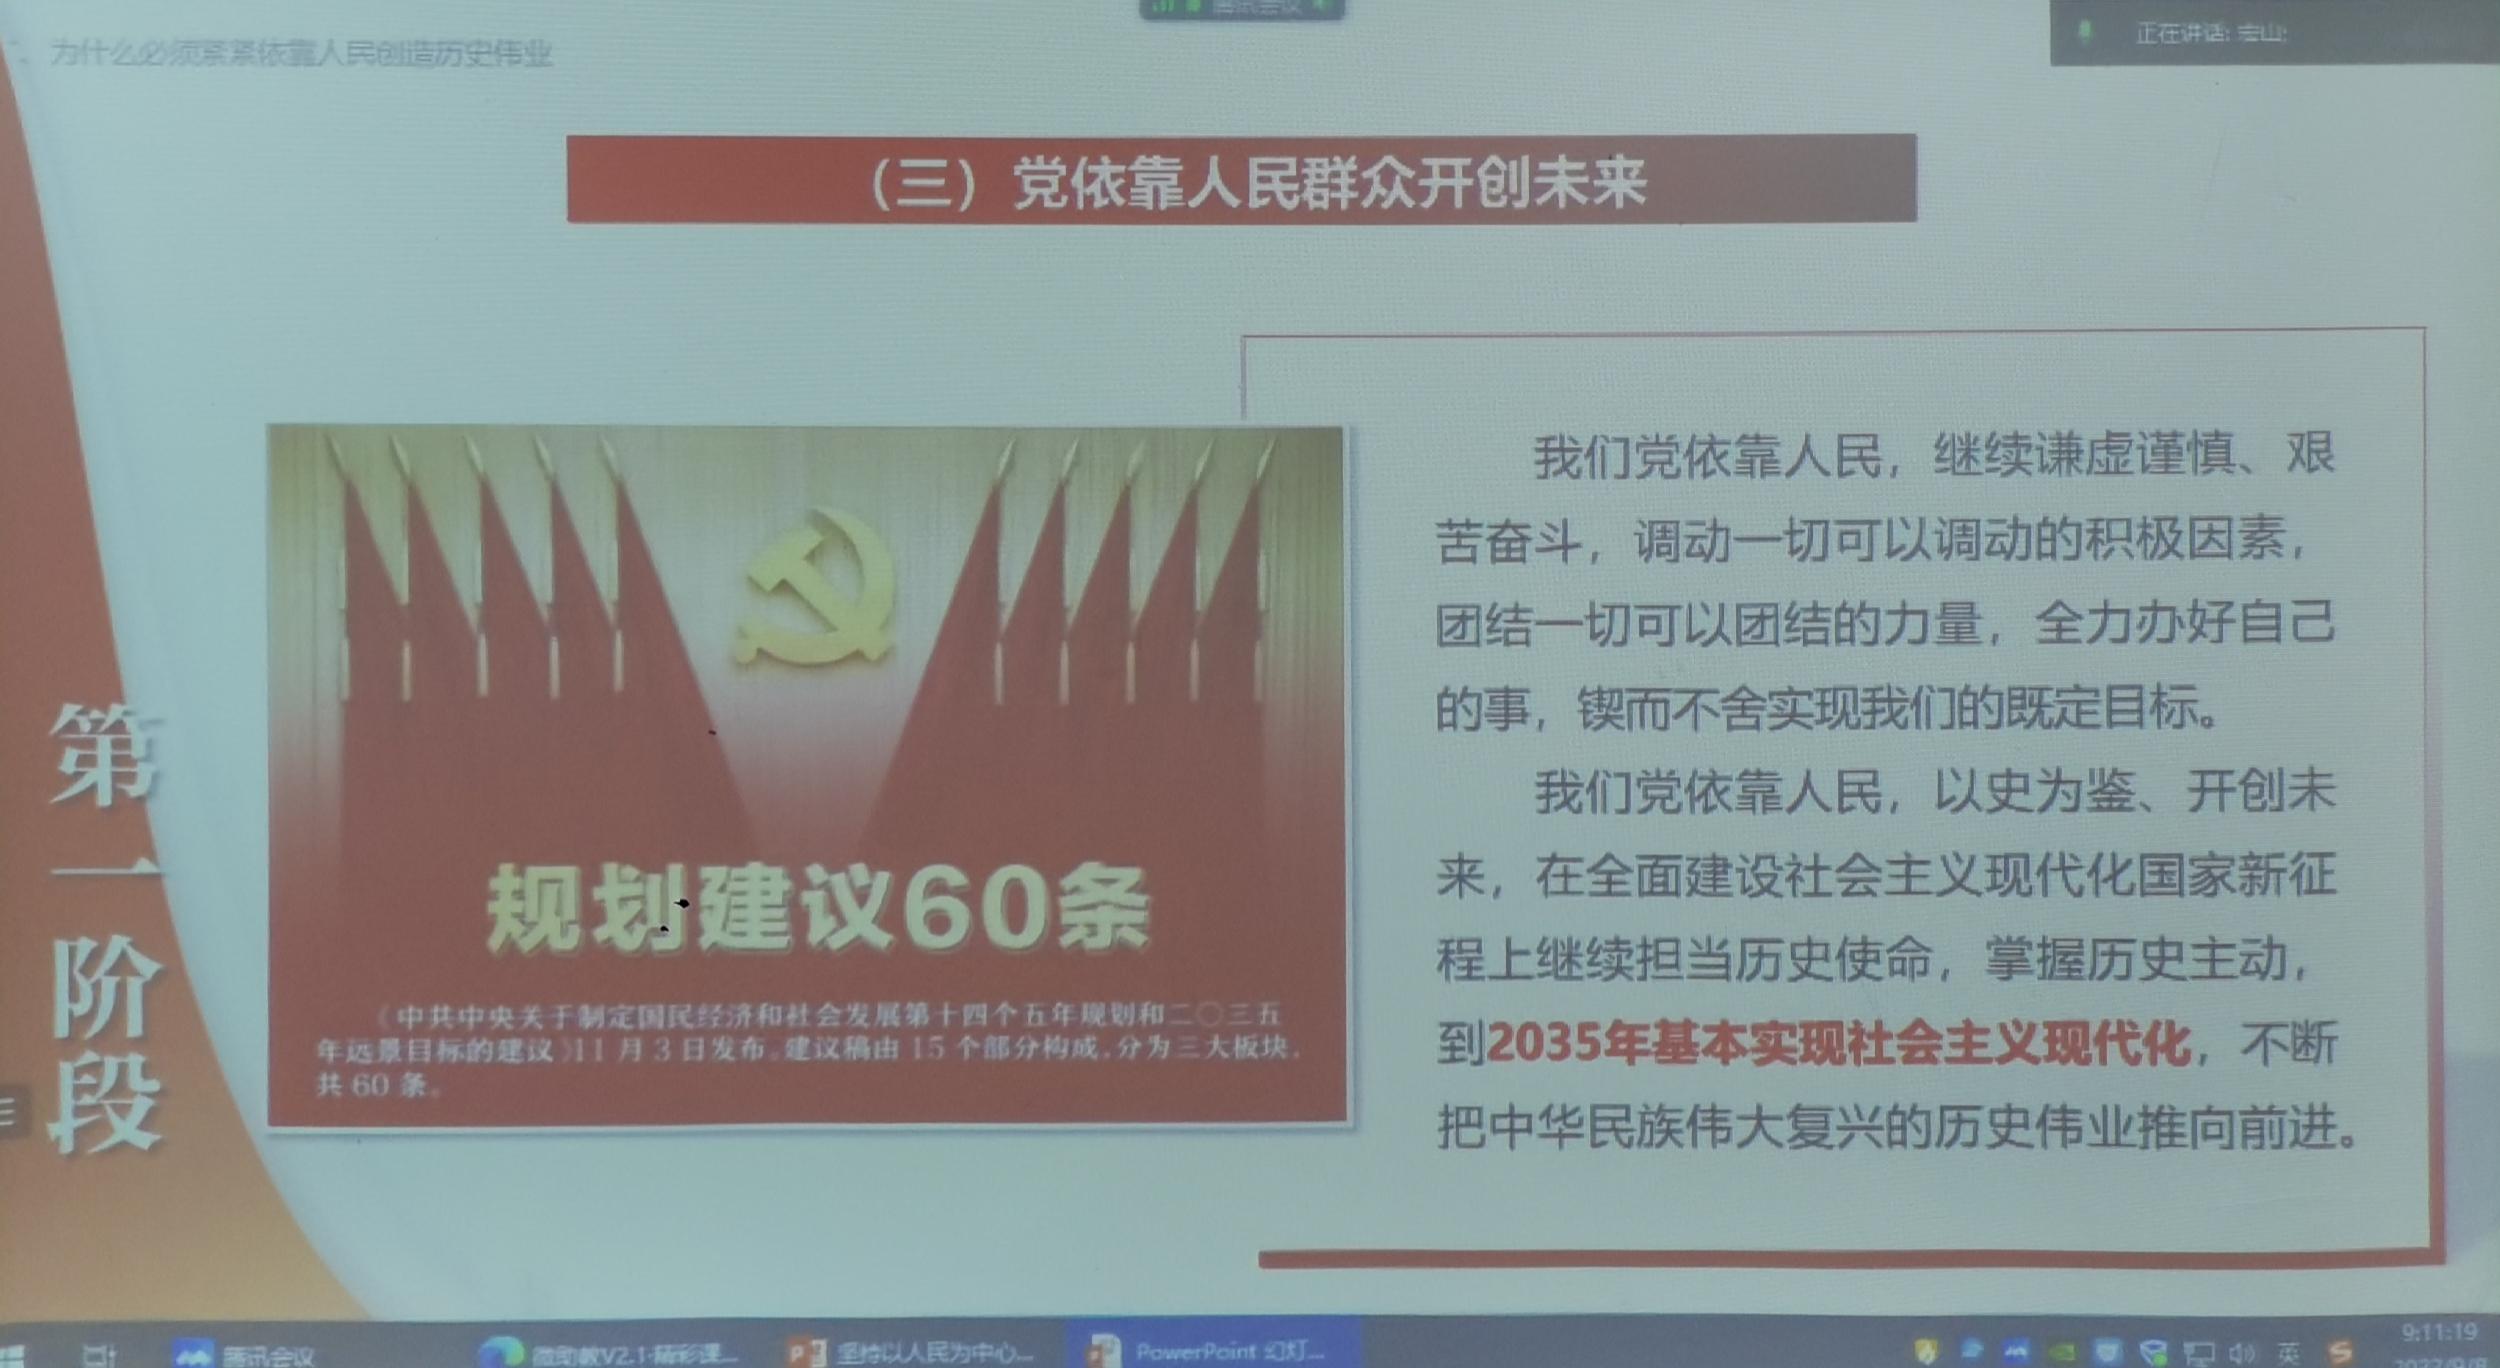 为什么必须紧紧依靠人民创造历史伟业
腾讯会议
正在讲话:
（三）党依靠人民群众开创未来
第一阶段
规划建议60条
《中共中央关于制定国民经济和社会发展第十四个五年规划和二〇三五
年远景目标的建议》11月3日发布。建议稿由15个部分构成,分为三大板块,
共60条。
我们党依靠人民，继续谦虚谨慎、艰
苦奋斗，调动一切可以调动的积极因素，
团结一切可以团结的力量，全力办好自己
的事，锲而不舍实现我们的既定目标。
我们党依靠人民，以史为鉴、开创未
来，在全面建设社会主义现代化国家新征
程上继续担当历史使命，掌握历史主动，
到2035年基本实现社会主义现代化，不断
把中华民族伟大复兴的历史伟业推向前进。
腾讯会议
微助教V2.1-精彩课...
坚持以人民为中心...
PowerPoint 幻灯...
英
9:11:19